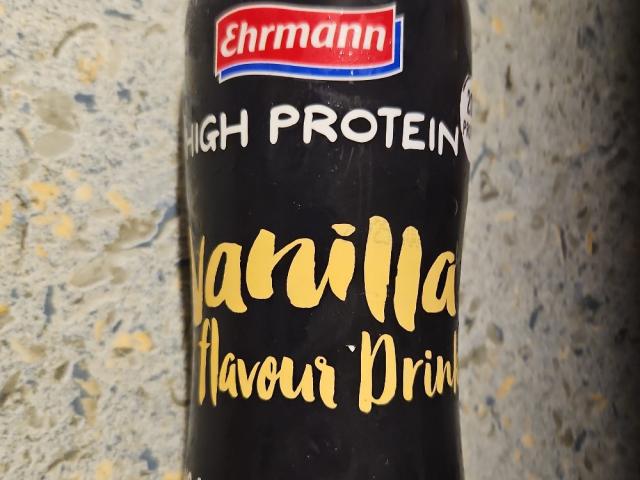 Ehrmann
HIGH PROTEIN
Vanilla
flavour Drink